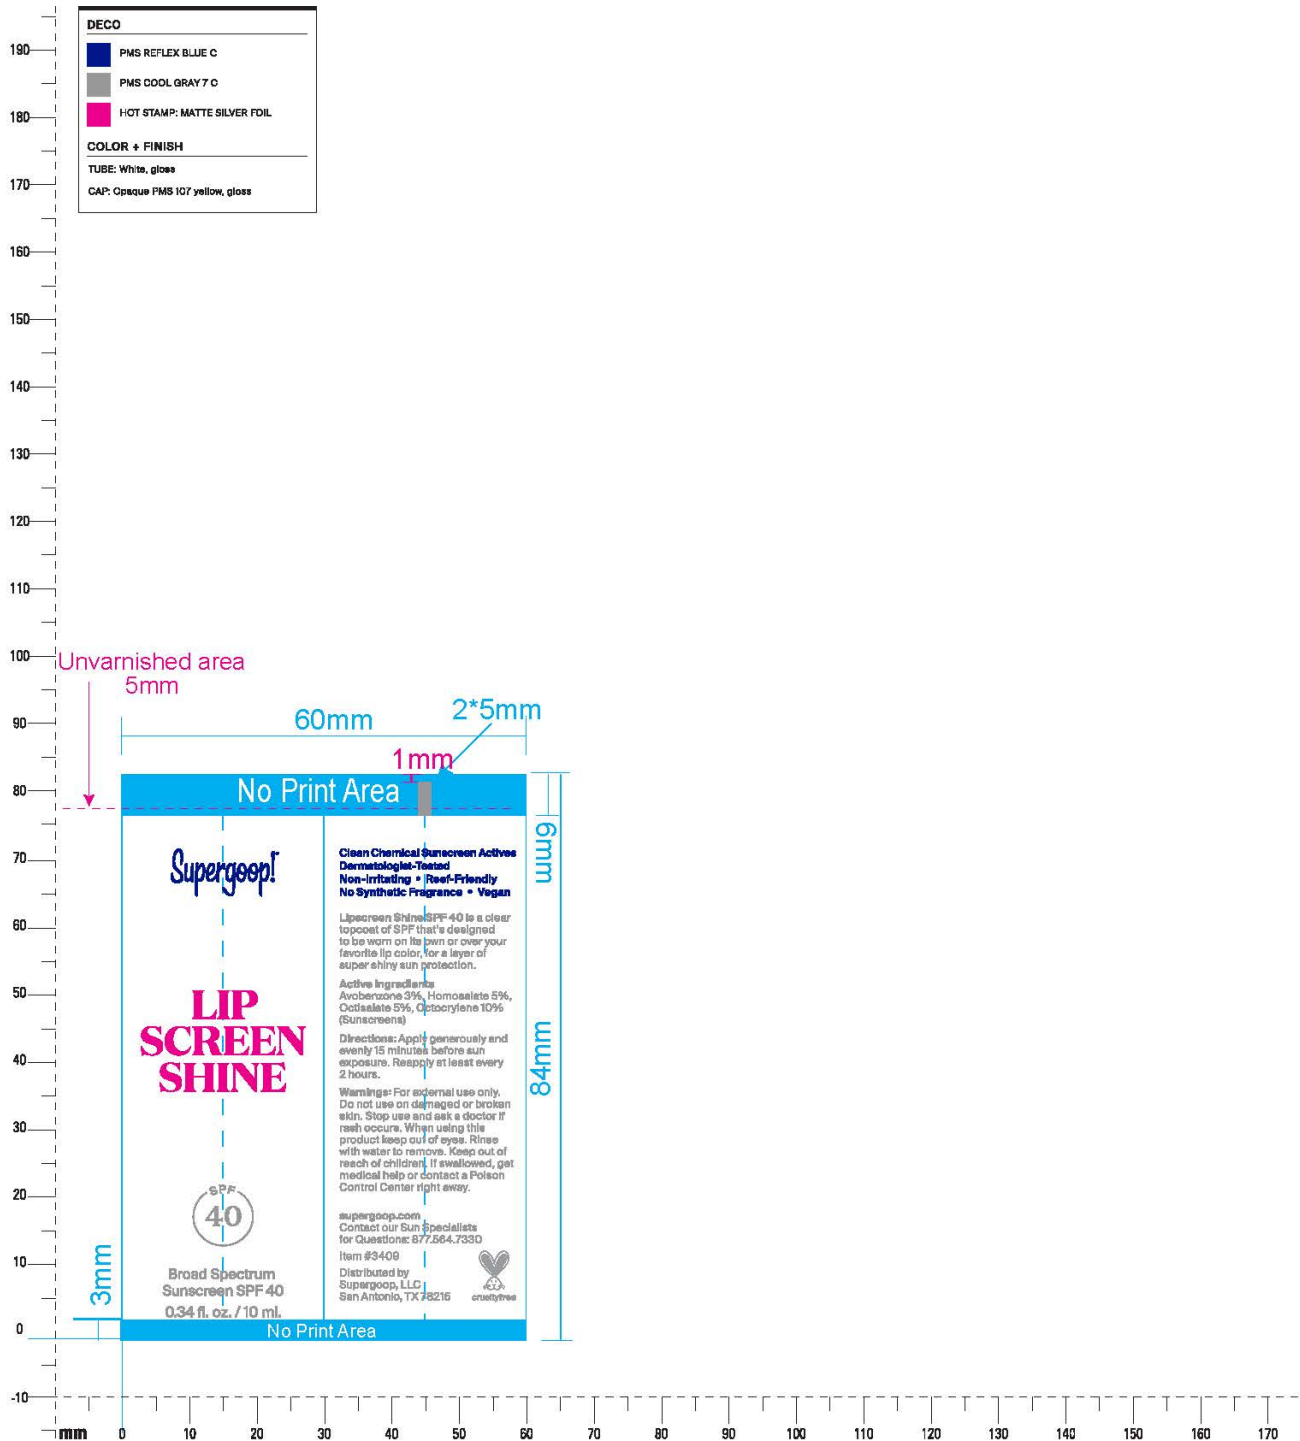 DECO
PMS REFLEX BLUE C
PMS COOL GRAY 7 C
HOT STAMP: MATTE SILVER FOIL
COLOR + FINISH
TUBE: White, gloss
CAP: Opaque PMS 107 yellow, gloss
190
180
170
160
150
140
130
120
110
100
90
80
70
60
50
40
30
20
10
0
-10
Unvarnished area
5mm
60mm
2*5mm
1mm
No Print Area
6mm
84mm
3mm
Supergoop!
LIP
SCREEN
SHINE
SPF
40
Broad Spectrum
Sunscreen SPF 40
0.34 fl. oz. / 10 ml.
Clean Chemical Sunscreen Actives
Dermatologist-Tested
Non-Irritating • Reef-Friendly
No Synthetic Fragrance • Vegan
Lipscreen Shine SPF 40 is a clear
topcoat of SPF that's designed
to be worn on its own or over your
favorite lip color, for a layer of
super shiny sun protection.
Active Ingredients
Avobenzone 3%, Homosalate 5%,
Octisalate 5%, Octocrylene 10%
(Sunscreens)
Directions: Apply generously and
evenly 15 minutes before sun
exposure. Reapply at least every
2 hours.
Warnings: For external use only.
Do not use on damaged or broken
skin. Stop use and ask a doctor if
rash occurs. When using this
product keep out of eyes. Rinse
with water to remove. Keep out of
reach of children. If swallowed, get
medical help or contact a Poison
Control Center right away.
supergoop.com
Contact our Sun Specialists
for Questions: 877.564.7330
Item #3409
Distributed by
Supergoop, LLC
San Antonio, TX 78215
crueltyfree
No Print Area
mm 0 10 20 30 40 50 60 70 80 90 100 110 120 130 140 150 160 170